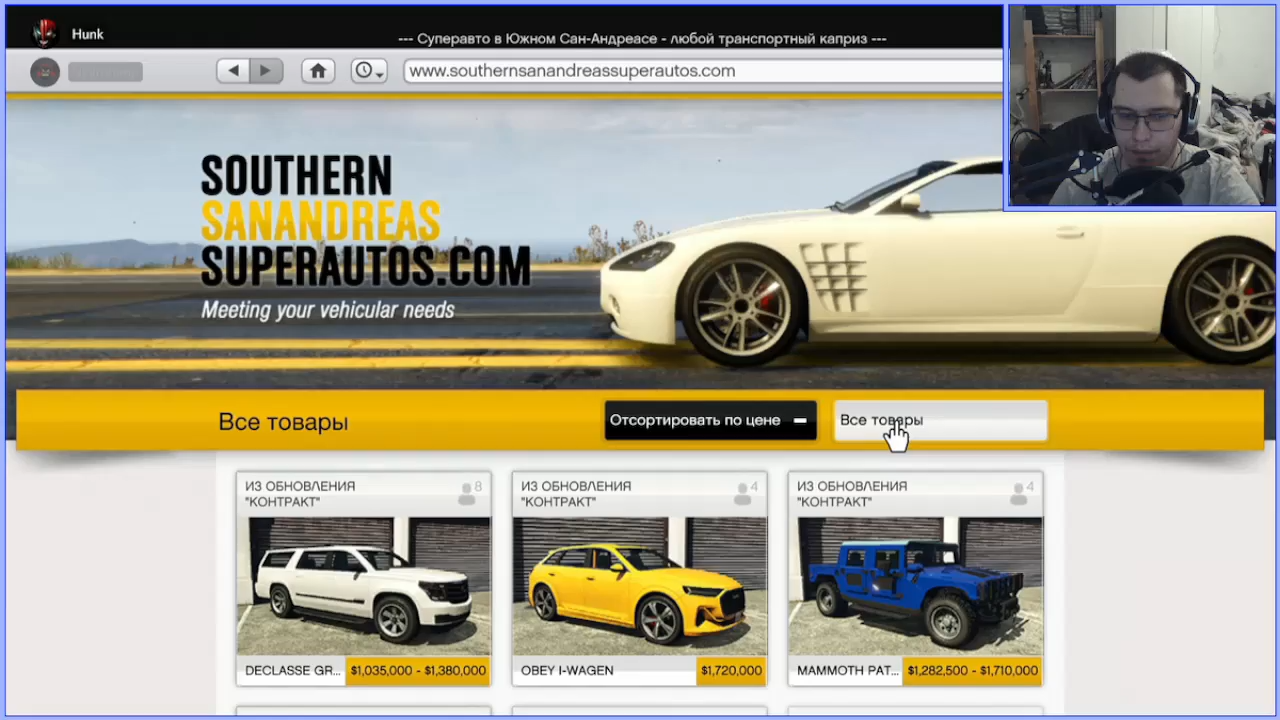 Hunk
--- Суперавто в Южном Сан-Андреасе - любой транспортный каприз ---
www.southernsanandreassuperautos.com
SOUTHERN
SANANDREAS
SUPERAUTOS.COM
Meeting your vehicular needs
Все товары
Отсортировать по цене
Все товары
ИЗ ОБНОВЛЕНИЯ
"КОНТРАКТ"
8
ИЗ ОБНОВЛЕНИЯ
"КОНТРАКТ"
4
ИЗ ОБНОВЛЕНИЯ
"КОНТРАКТ"
4
DECLASSE GR... $1,035,000 - $1,380,000
OBEY I-WAGEN $1,720,000
MAMMOTH PAT... $1,282,500 - $1,710,000